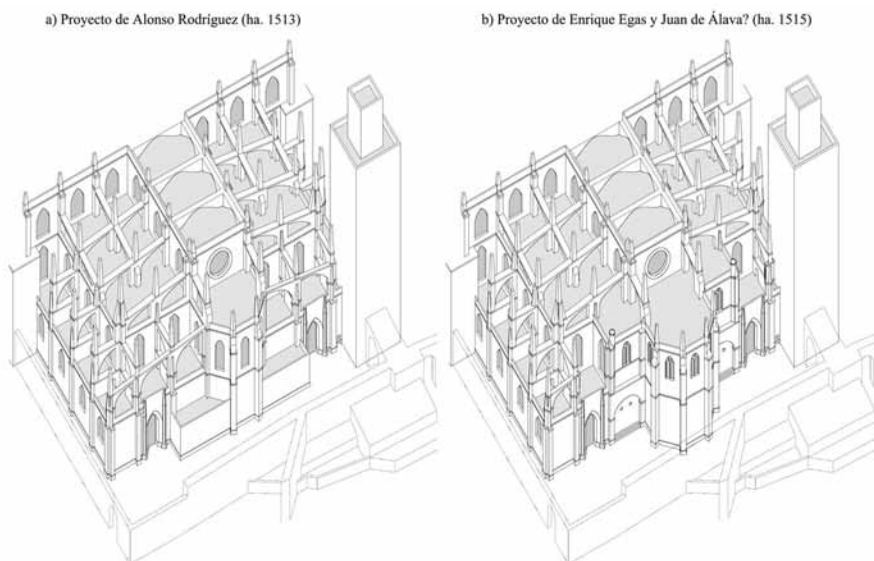 a) Proyecto de Alonso Rodríguez (ha. 1513)
b) Proyecto de Enrique Egas y Juan de Álava? (ha. 1515)